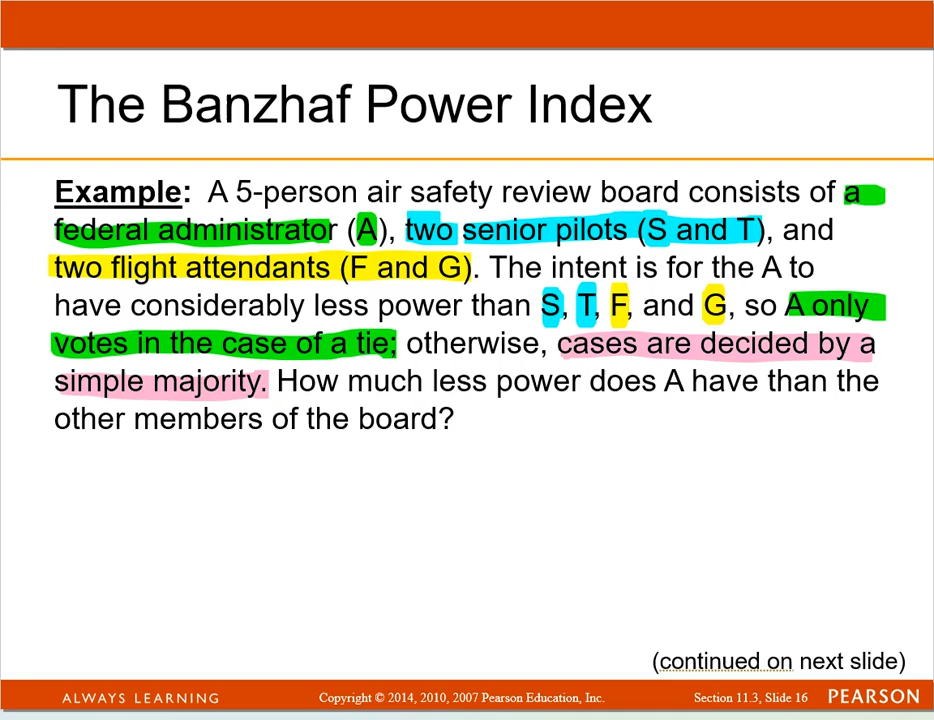 The Banzhaf Power Index
Example: A 5-person air safety review board consists of a
federal administrator (A), two senior pilots (S and T), and
two flight attendants (F and G). The intent is for the A to
have considerably less power than S, T, F, and G, so A only
votes in the case of a tie; otherwise, cases are decided by a
simple majority. How much less power does A have than the
other members of the board?
(continued on next slide)
ALWAYS LEARNING
Copyright © 2014, 2010, 2007 Pearson Education, Inc.
Section 11.3, Slide 16
PEARSON